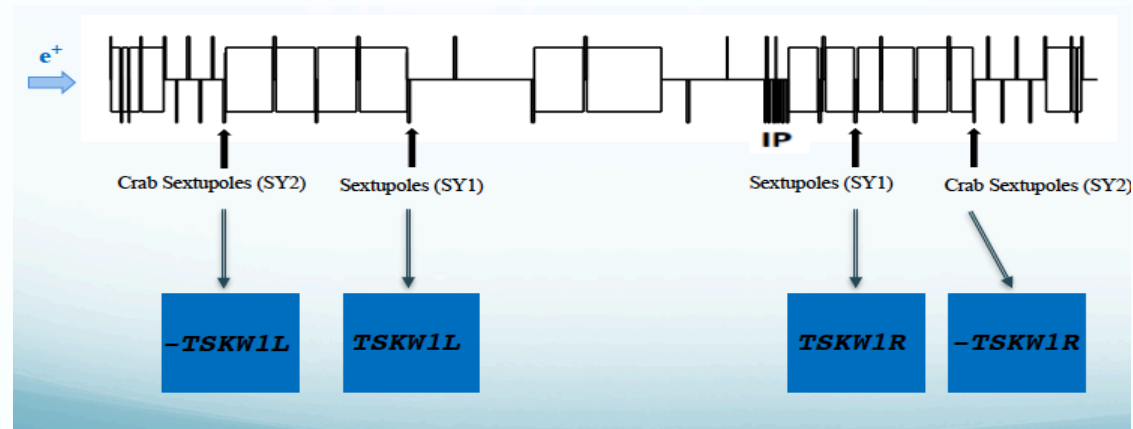 e+
IP
Crab Sextupoles (SY2) Sextupoles (SY1) Sextupoles (SY1) Crab Sextupoles (SY2)
-TSKW1L TSKW1L TSKW1R -TSKW1R